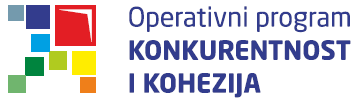 Operativni program
KONKURENTNOST
I KOHEZIJA